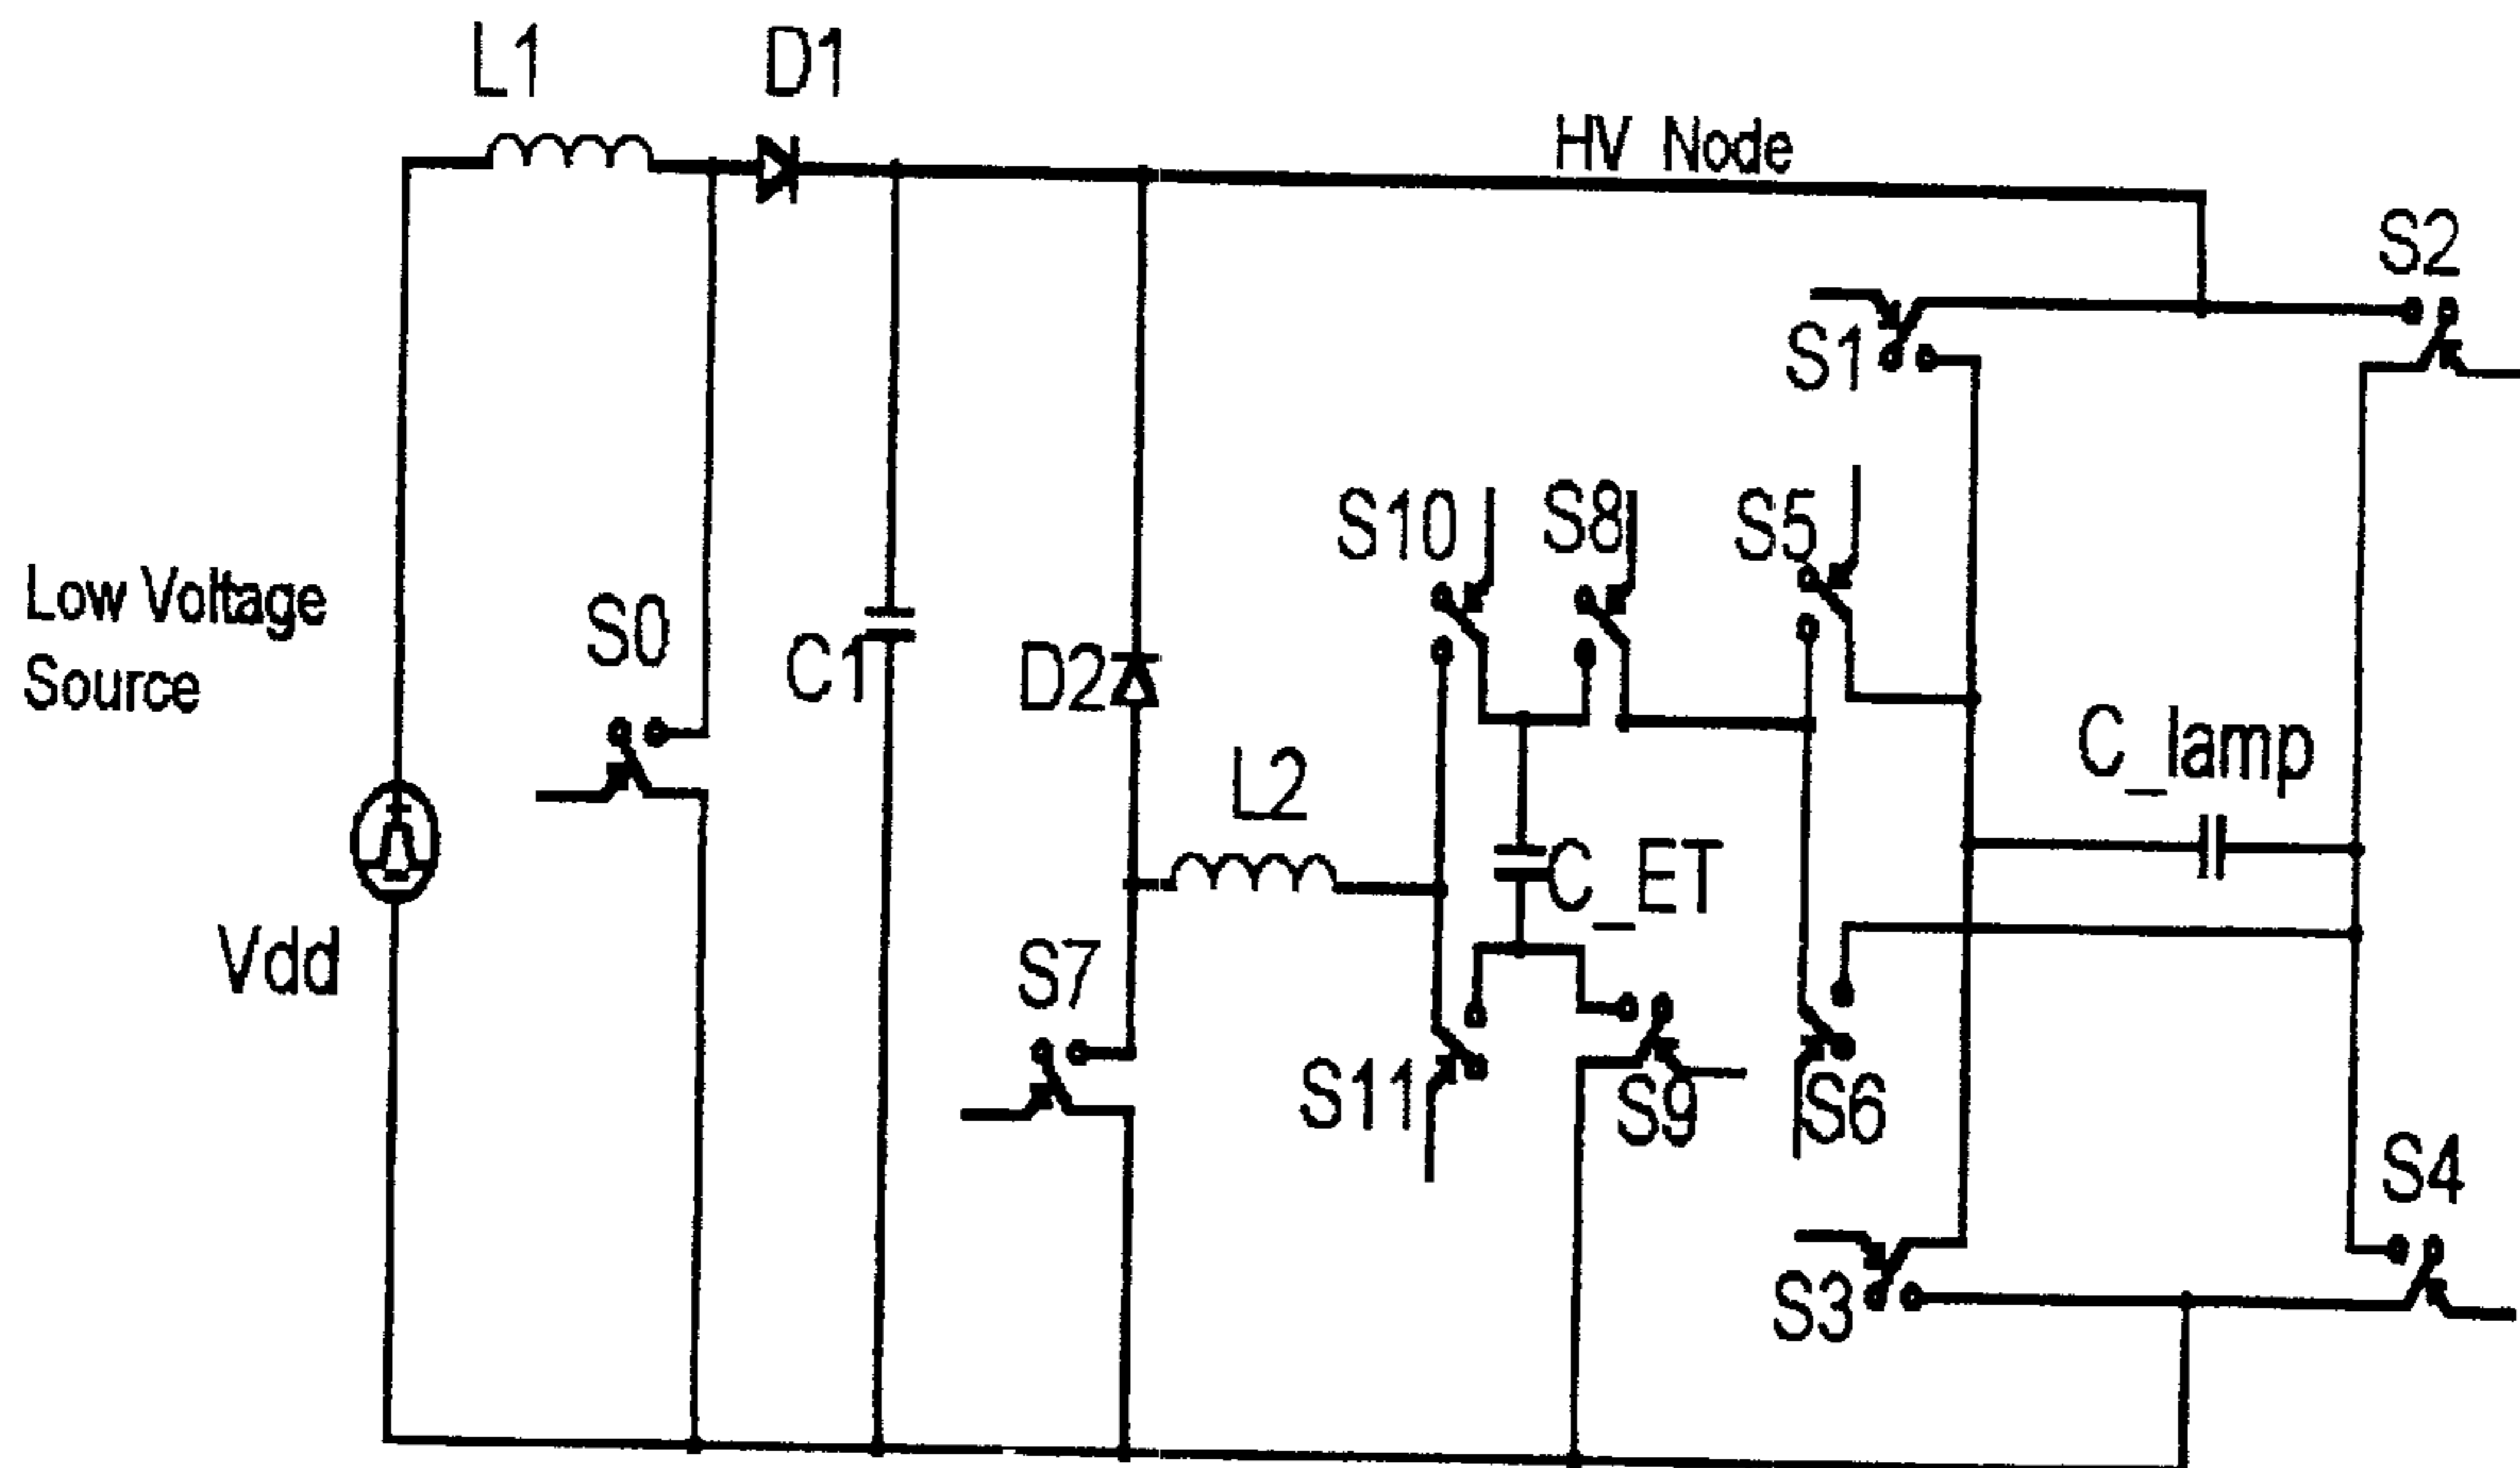 L1
D1
HV Node
S2
S1
S10
S8
S5
Low Voltage
Source
S0
C1
D2
C_lamp
L2
C_ET
Vdd
S7
S11
S9
S6
S4
S3